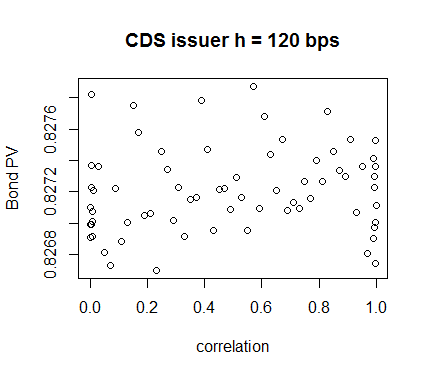 CDS issuer h = 120 bps
Bond PV
0.8276
0.8272
0.8268
0.0 0.2 0.4 0.6 0.8 1.0
correlation